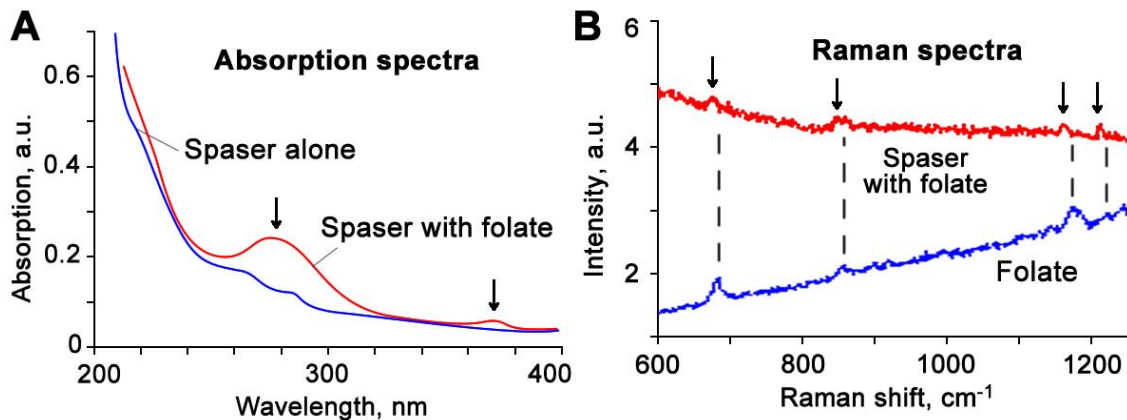 A
Absorption spectra
Absorption, a.u.
0.6
0.4
0.2
0
Spaser alone
Spaser with folate
200
300
400
Wavelength, nm
B
Raman spectra
Intensity, a.u.
6
4
2
Spaser
with folate
Folate
600
800
1000
1200
Raman shift, cm⁻¹